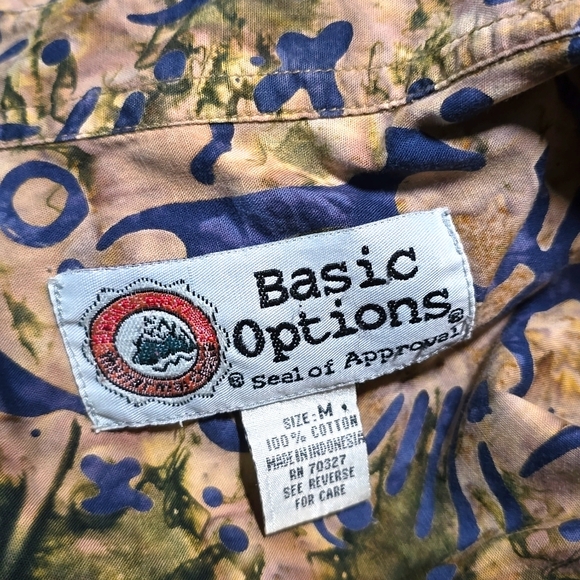 Basic
Options®
® Seal of Approval
SIZE: M
100% COTTON
MADE IN INDONESIA
RN 70327
SEE REVERSE
FOR CARE